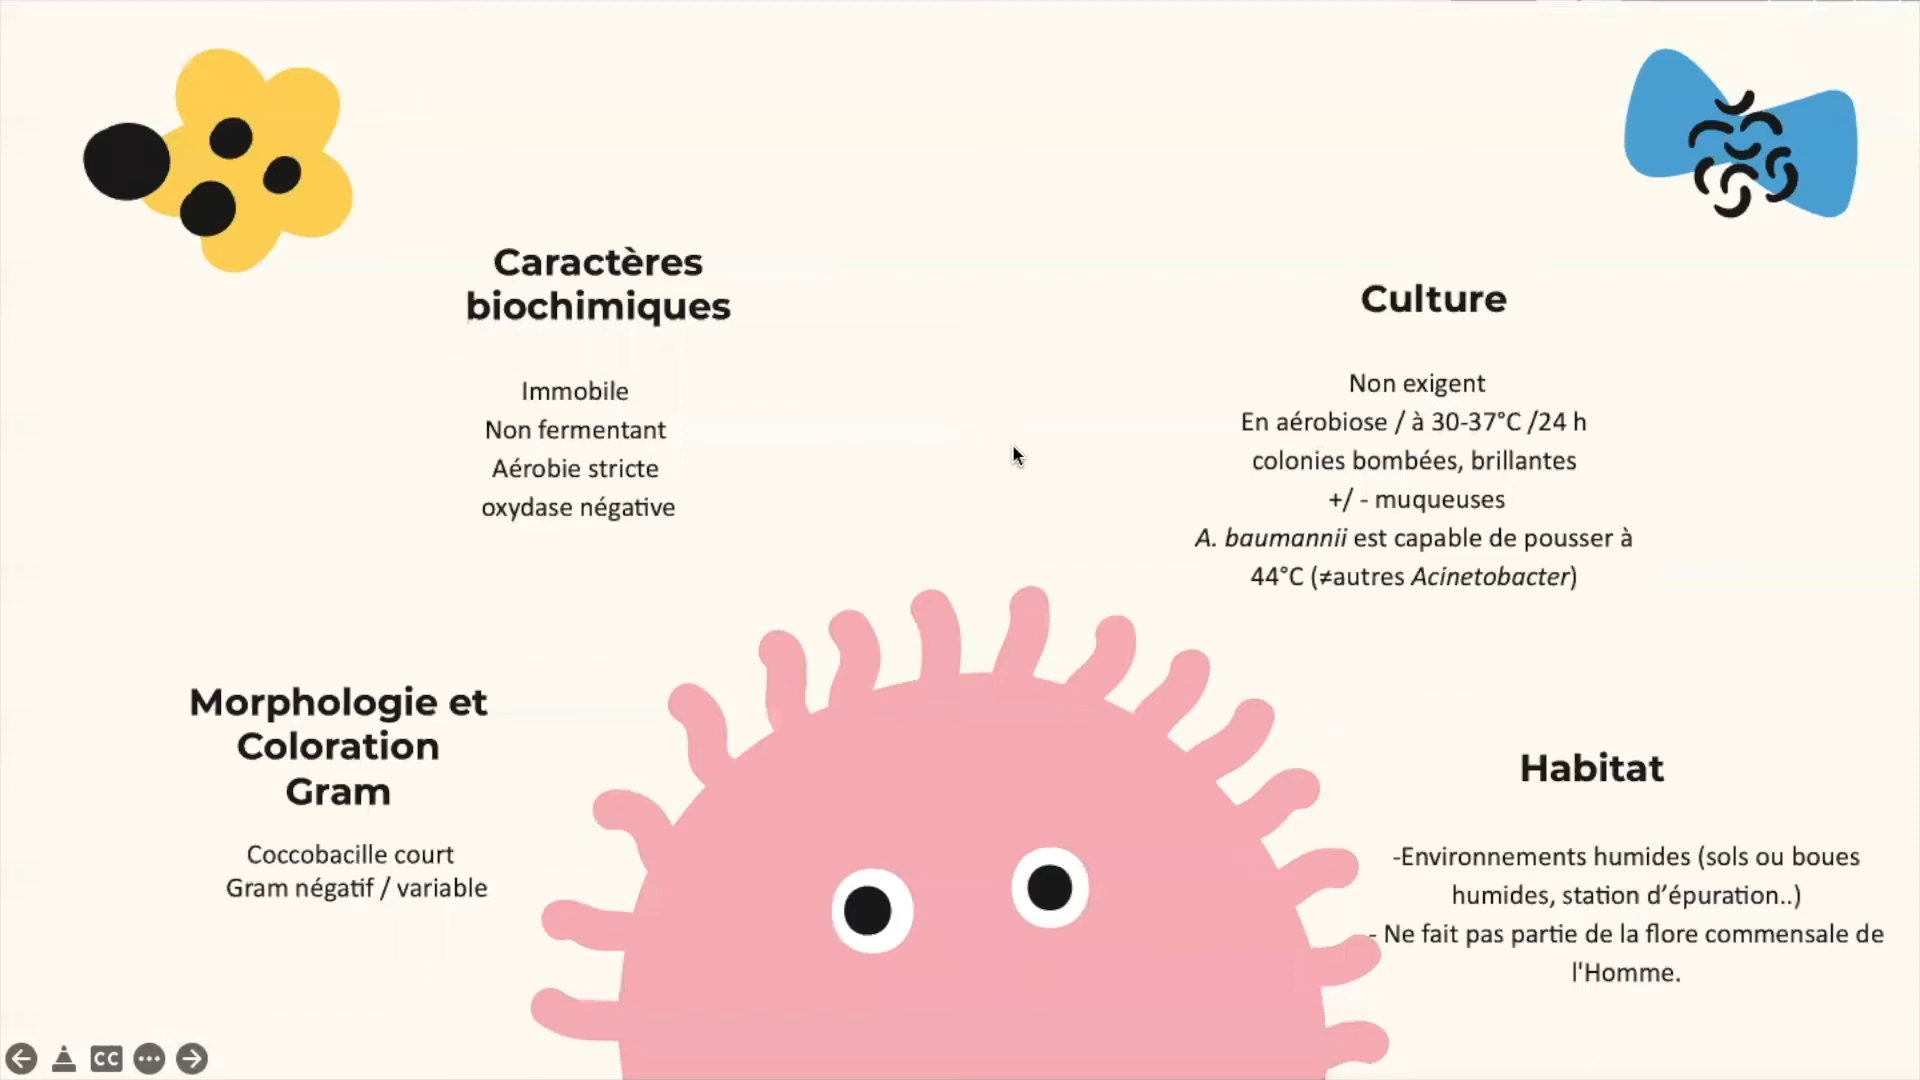 Caractères
biochimiques
Immobile
Non fermentant
Aérobie stricte
oxydase négative
Culture
Non exigent
En aérobiose / à 30-37°C /24 h
colonies bombées, brillantes
+/ - muqueuses
A. baumannii est capable de pousser à
44°C (≠autres Acinetobacter)
Morphologie et
Coloration
Gram
Coccobacille court
Gram négatif / variable
Habitat
-Environnements humides (sols ou boues
humides, station d’épuration..)
- Ne fait pas partie de la flore commensale de
l'Homme.
CC